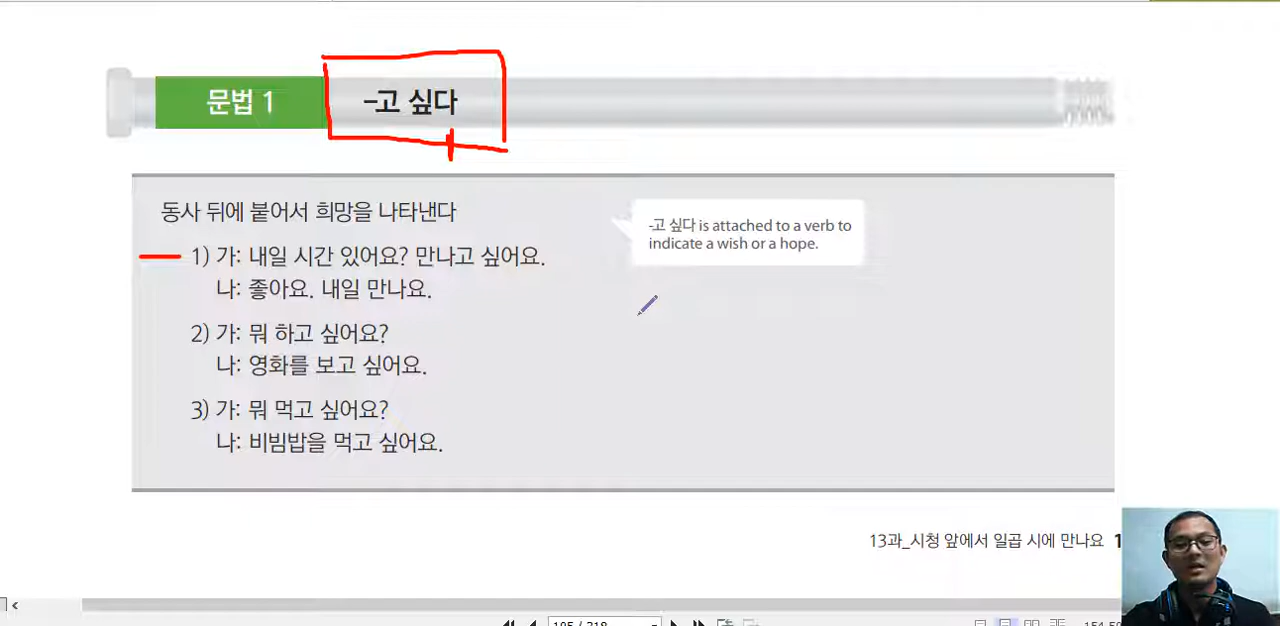 문법 1
-고 싶다
동사 뒤에 붙어서 희망을 나타낸다
-고 싶다 is attached to a verb to
indicate a wish or a hope.
1) 가: 내일 시간 있어요? 만나고 싶어요.
나: 좋아요. 내일 만나요.
2) 가: 뭐 하고 싶어요?
나: 영화를 보고 싶어요.
3) 가: 뭐 먹고 싶어요?
나: 비빔밥을 먹고 싶어요.
13과_시청 앞에서 일곱 시에 만나요